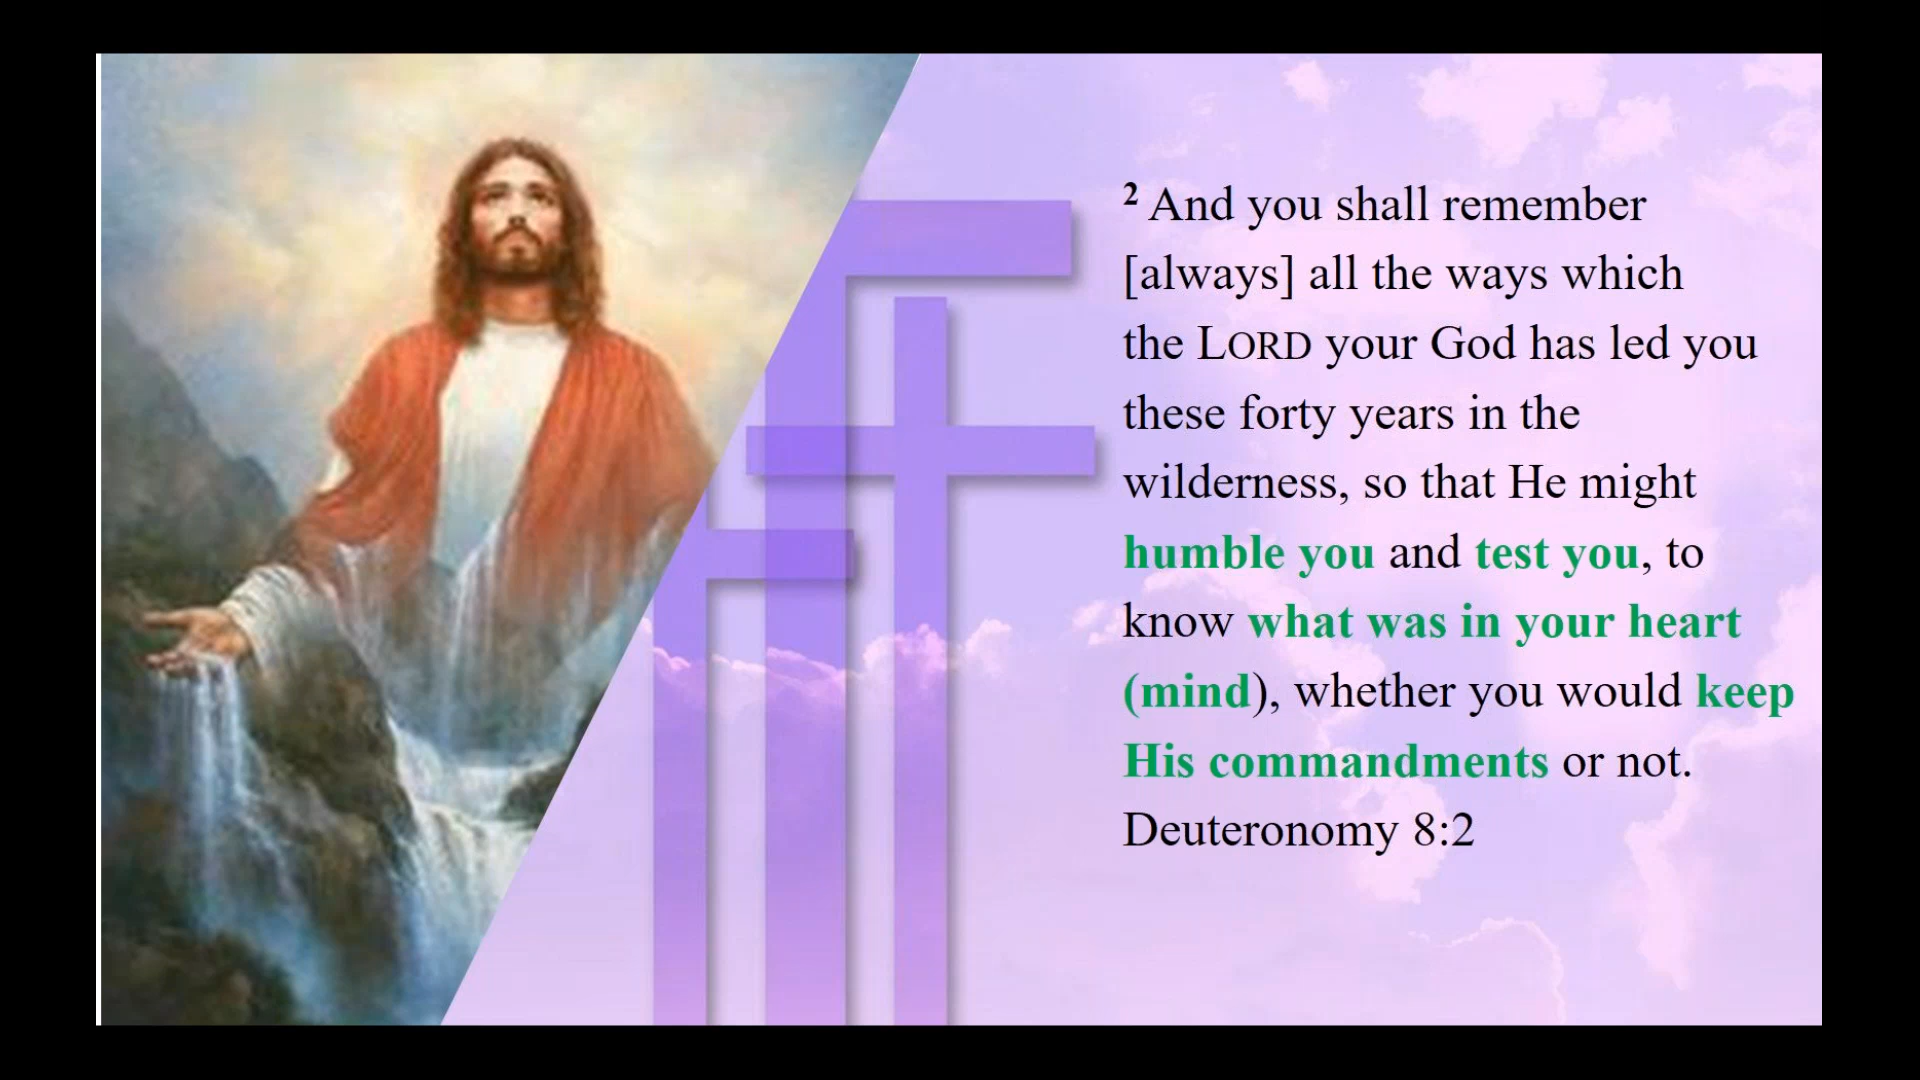 2 And you shall remember
[always] all the ways which
the LORD your God has led you
these forty years in the
wilderness, so that He might
humble you and test you, to
know what was in your heart
(mind), whether you would keep
His commandments or not.
Deuteronomy 8:2